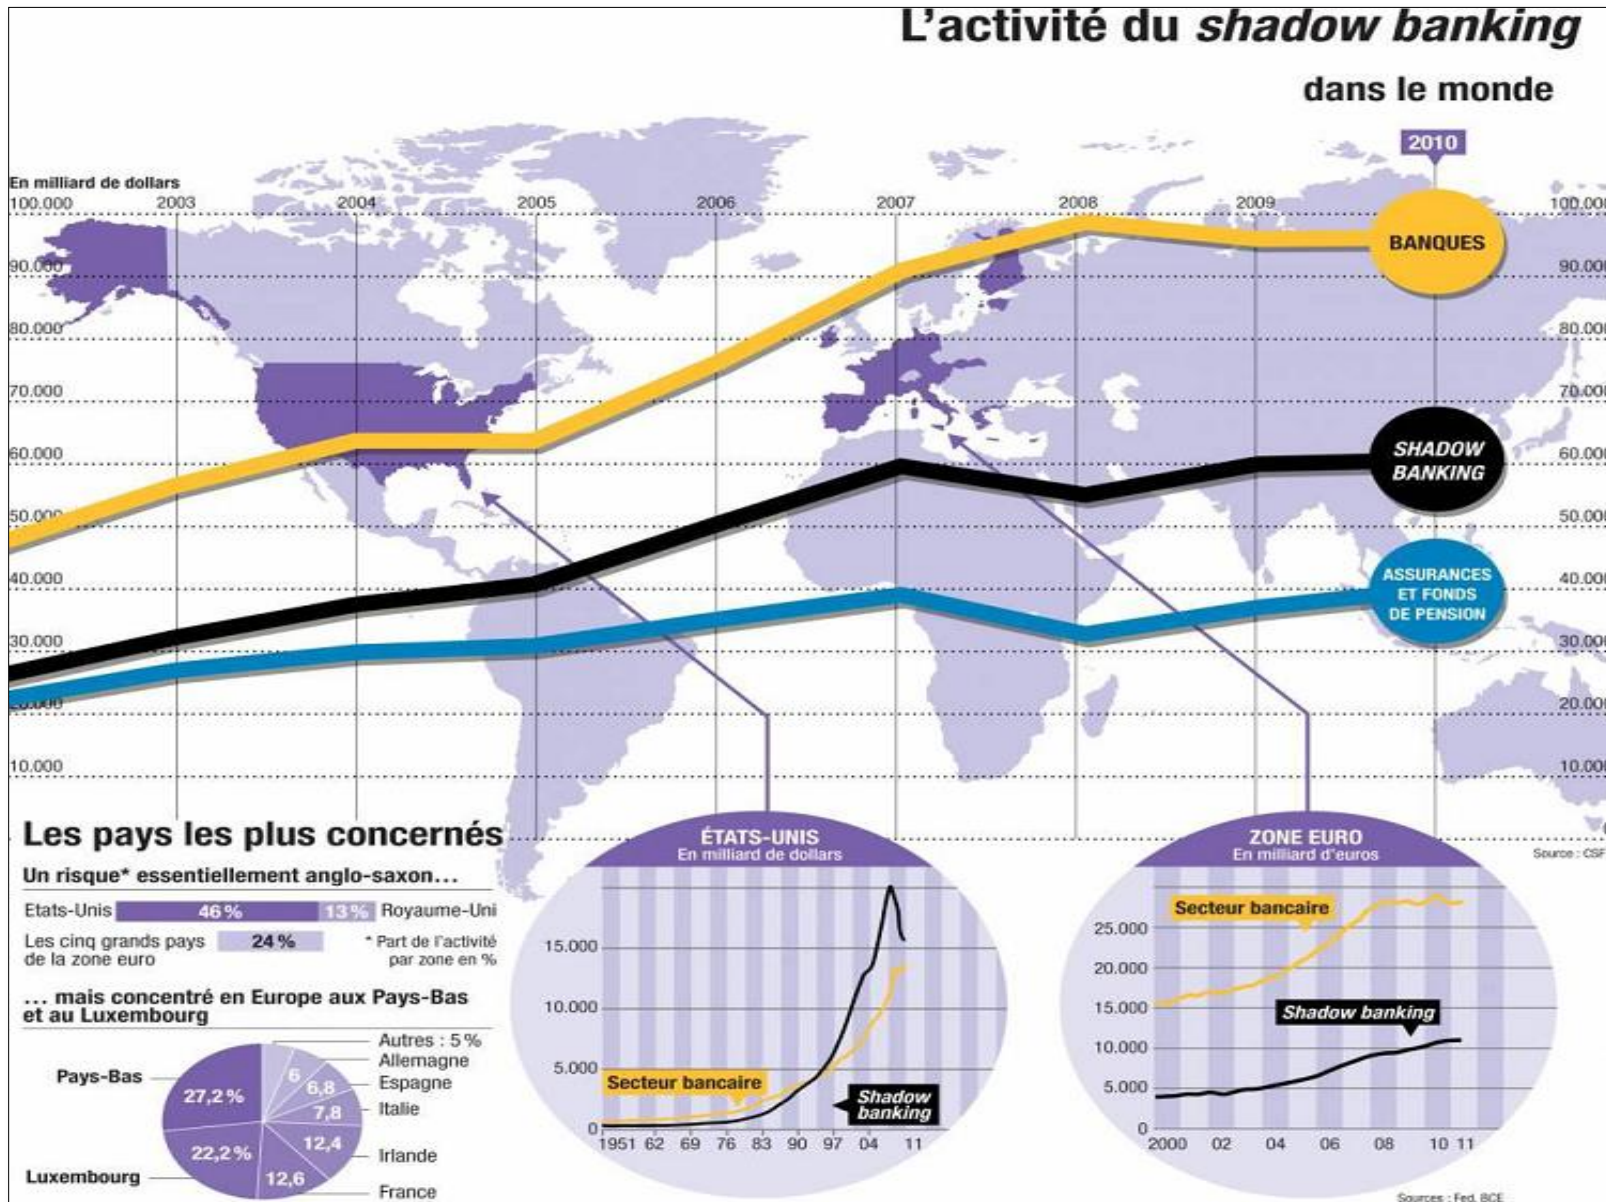 L'activité du shadow banking
dans le monde
2010
En milliard de dollars
100.000 2003 2004 2005 2006 2007 2008 2009 100.000
BANQUES
90.000 90.000
80.000 80.000
70.000 70.000
SHADOW
BANKING
60.000 60.000
50.000 50.000
ASSURANCES
ET FONDS
DE PENSION
40.000 40.000
30.000 30.000
20.000 20.000
10.000 10.000
Source : CSF
Les pays les plus concernés
Un risque* essentiellement anglo-saxon...
Etats-Unis 46 % 13 % Royaume-Uni
Les cinq grands pays
de la zone euro
24 %
* Part de l'activité
par zone en %
... mais concentré en Europe aux Pays-Bas
et au Luxembourg
Autres : 5 %
6 Allemagne
6,8 Espagne
7,8 Italie
12,4 Irlande
12,6 France
Pays-Bas 27,2 %
Luxembourg 22,2 %
ÉTATS-UNIS
En milliard de dollars
15.000
10.000
5.000
0
Secteur bancaire
Shadow
banking
1951 62 69 76 83 90 97 04 11
ZONE EURO
En milliard d'euros
Secteur bancaire
25.000
20.000
15.000
Shadow banking
10.000
5.000
0
2000 02 04 06 08 10 11
Sources : Fed, BCE